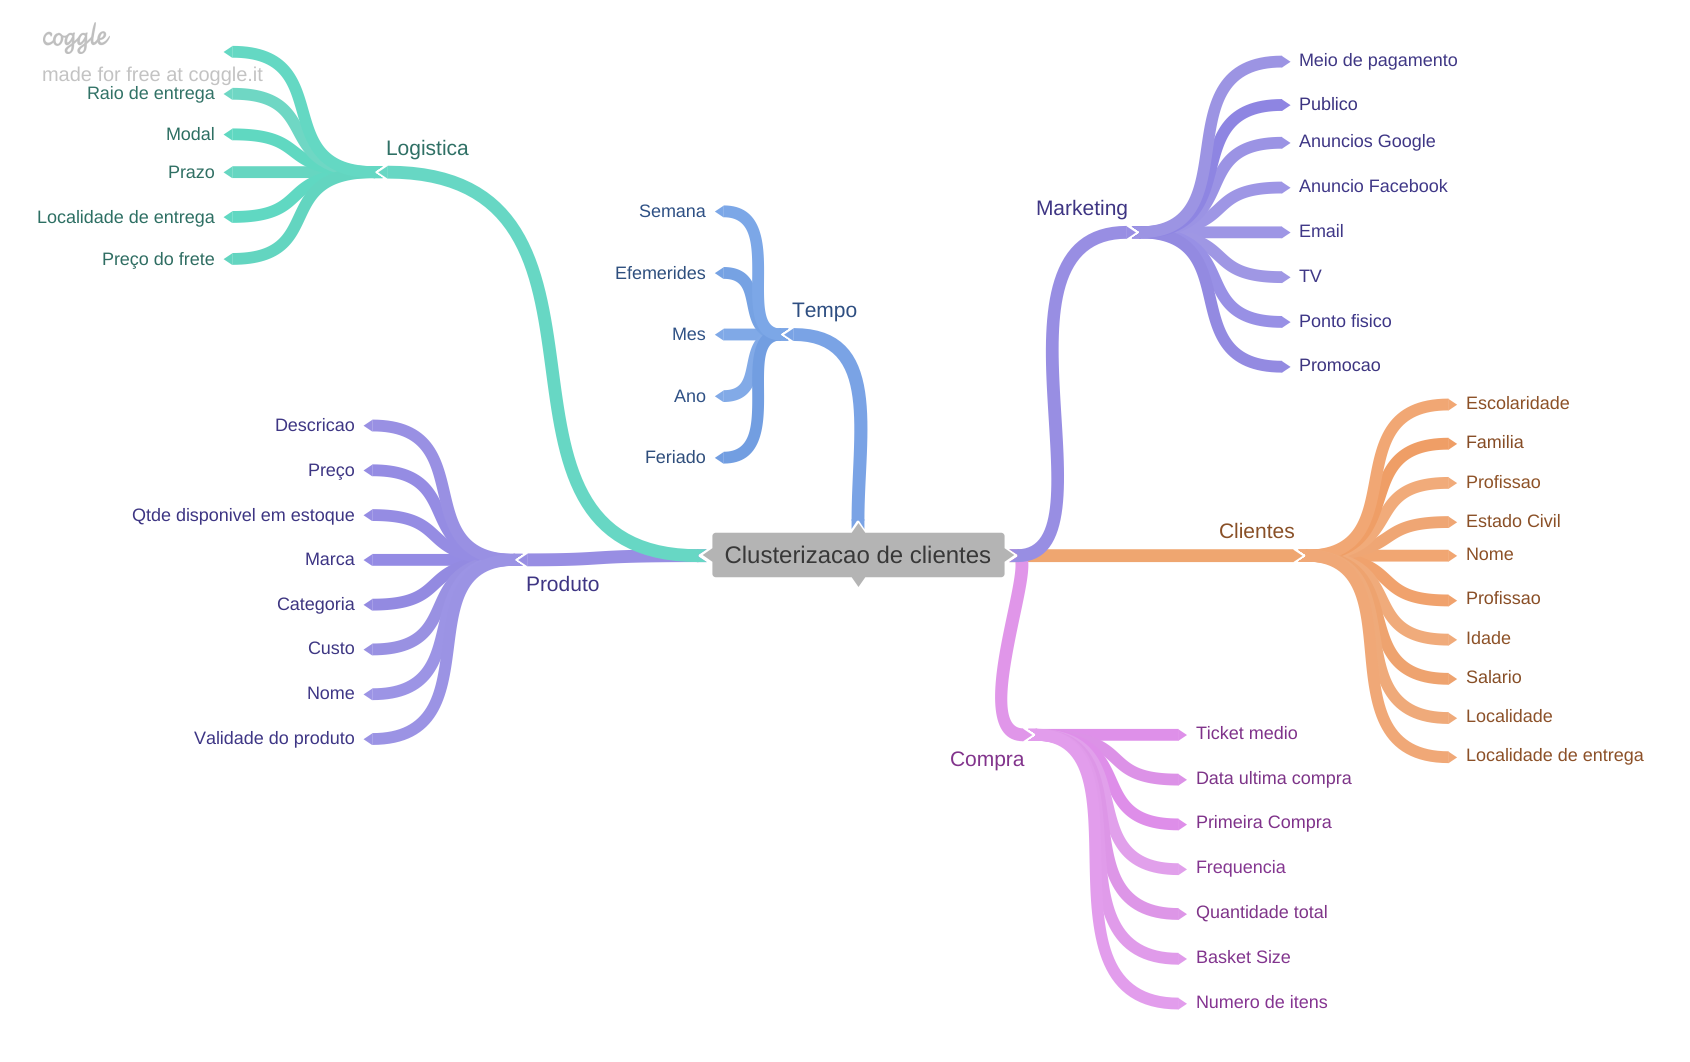 coggle
made for free at coggle.it
Logistica
Raio de entrega
Modal
Prazo
Localidade de entrega
Preço do frete
Tempo
Semana
Efemerides
Mes
Ano
Feriado
Produto
Descricao
Preço
Qtde disponivel em estoque
Marca
Categoria
Custo
Nome
Validade do produto
Clusterizacao de clientes
Marketing
Meio de pagamento
Publico
Anuncios Google
Anuncio Facebook
Email
TV
Ponto fisico
Promocao
Clientes
Escolaridade
Familia
Profissao
Estado Civil
Nome
Profissao
Idade
Salario
Localidade
Localidade de entrega
Compra
Ticket medio
Data ultima compra
Primeira Compra
Frequencia
Quantidade total
Basket Size
Numero de itens